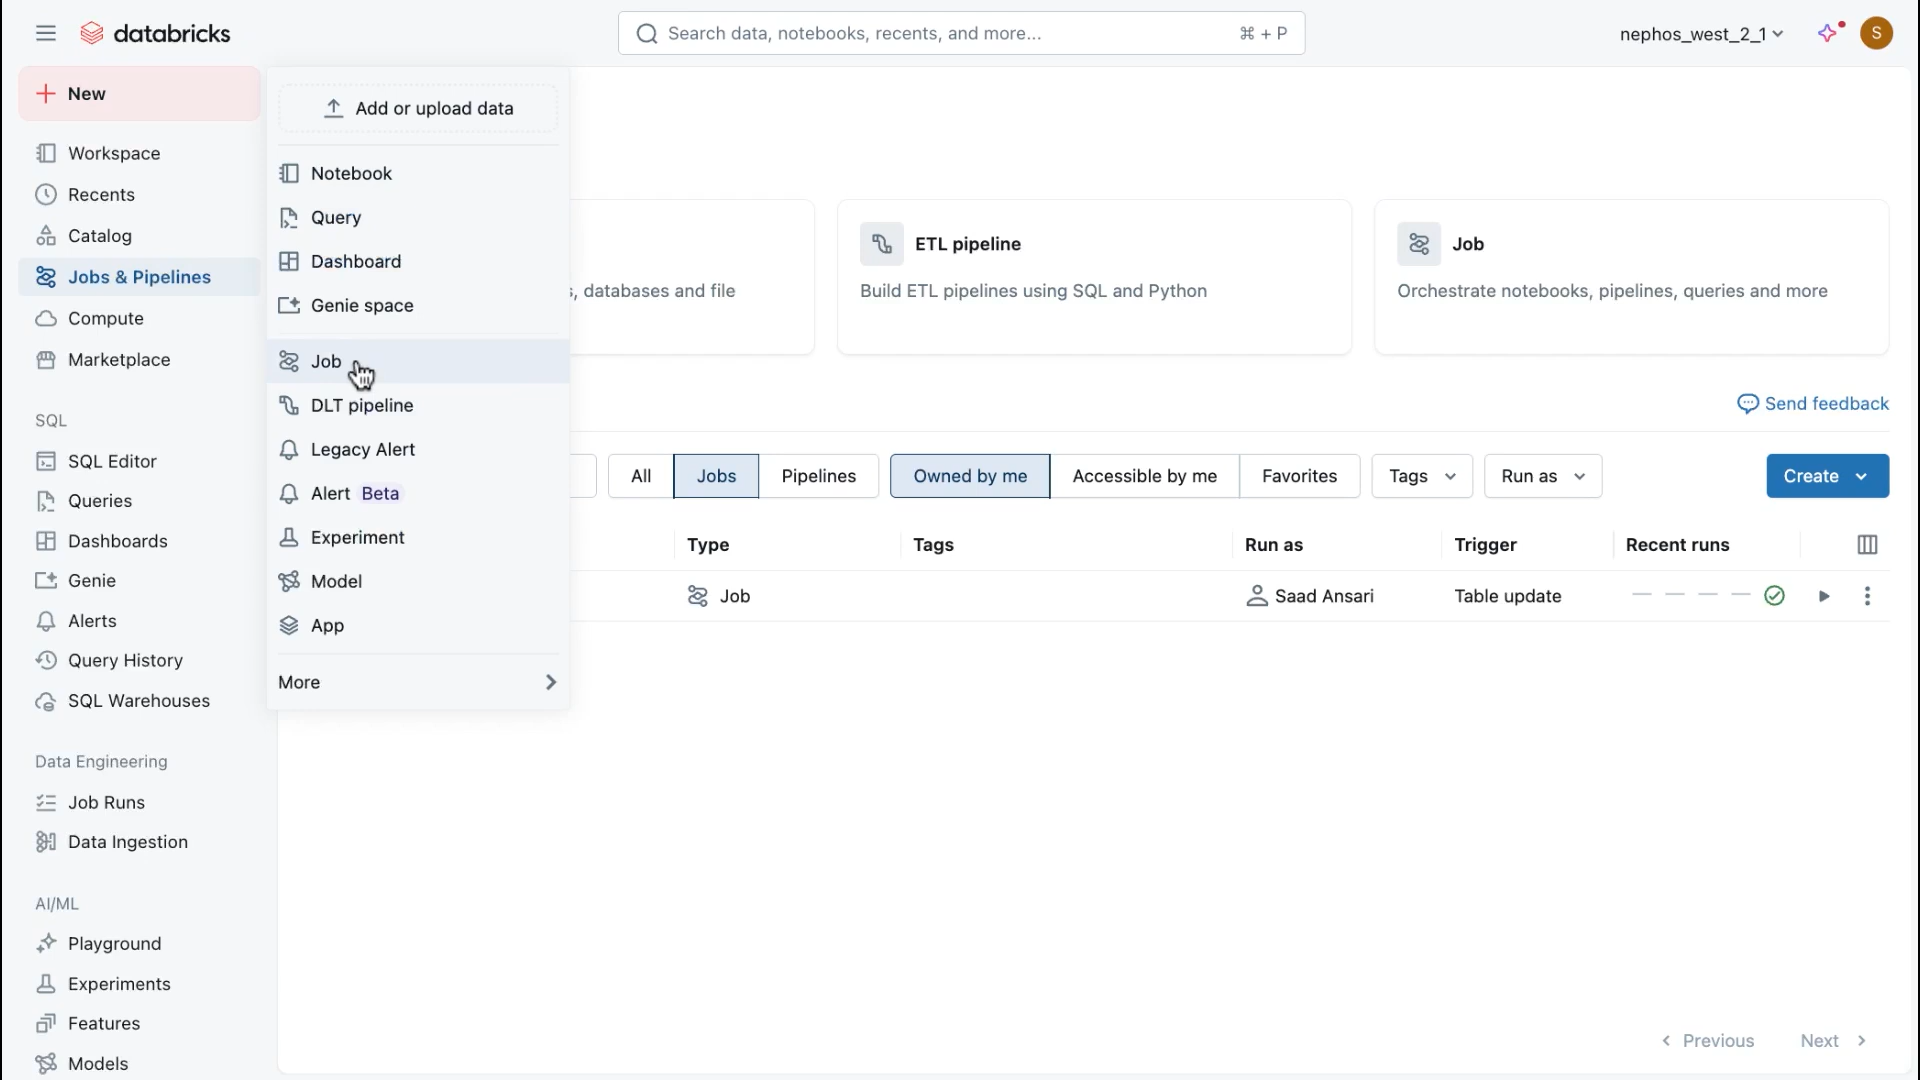 databricks
Search data, notebooks, recents, and more...
⌘ + P
nephos_west_2_1
S
New
Workspace
Recents
Catalog
Jobs & Pipelines
Compute
Marketplace
SQL
SQL Editor
Queries
Dashboards
Genie
Alerts
Query History
SQL Warehouses
Data Engineering
Job Runs
Data Ingestion
AI/ML
Playground
Experiments
Features
Models
Add or upload data
Notebook
Query
Dashboard
Genie space
Job
DLT pipeline
Legacy Alert
Alert Beta
Experiment
Model
App
More
, databases and file
ETL pipeline
Build ETL pipelines using SQL and Python
Job
Orchestrate notebooks, pipelines, queries and more
Send feedback
All
Jobs
Pipelines
Owned by me
Accessible by me
Favorites
Tags
Run as
Create
Type
Tags
Run as
Trigger
Recent runs
Job
Saad Ansari
Table update
Previous
Next